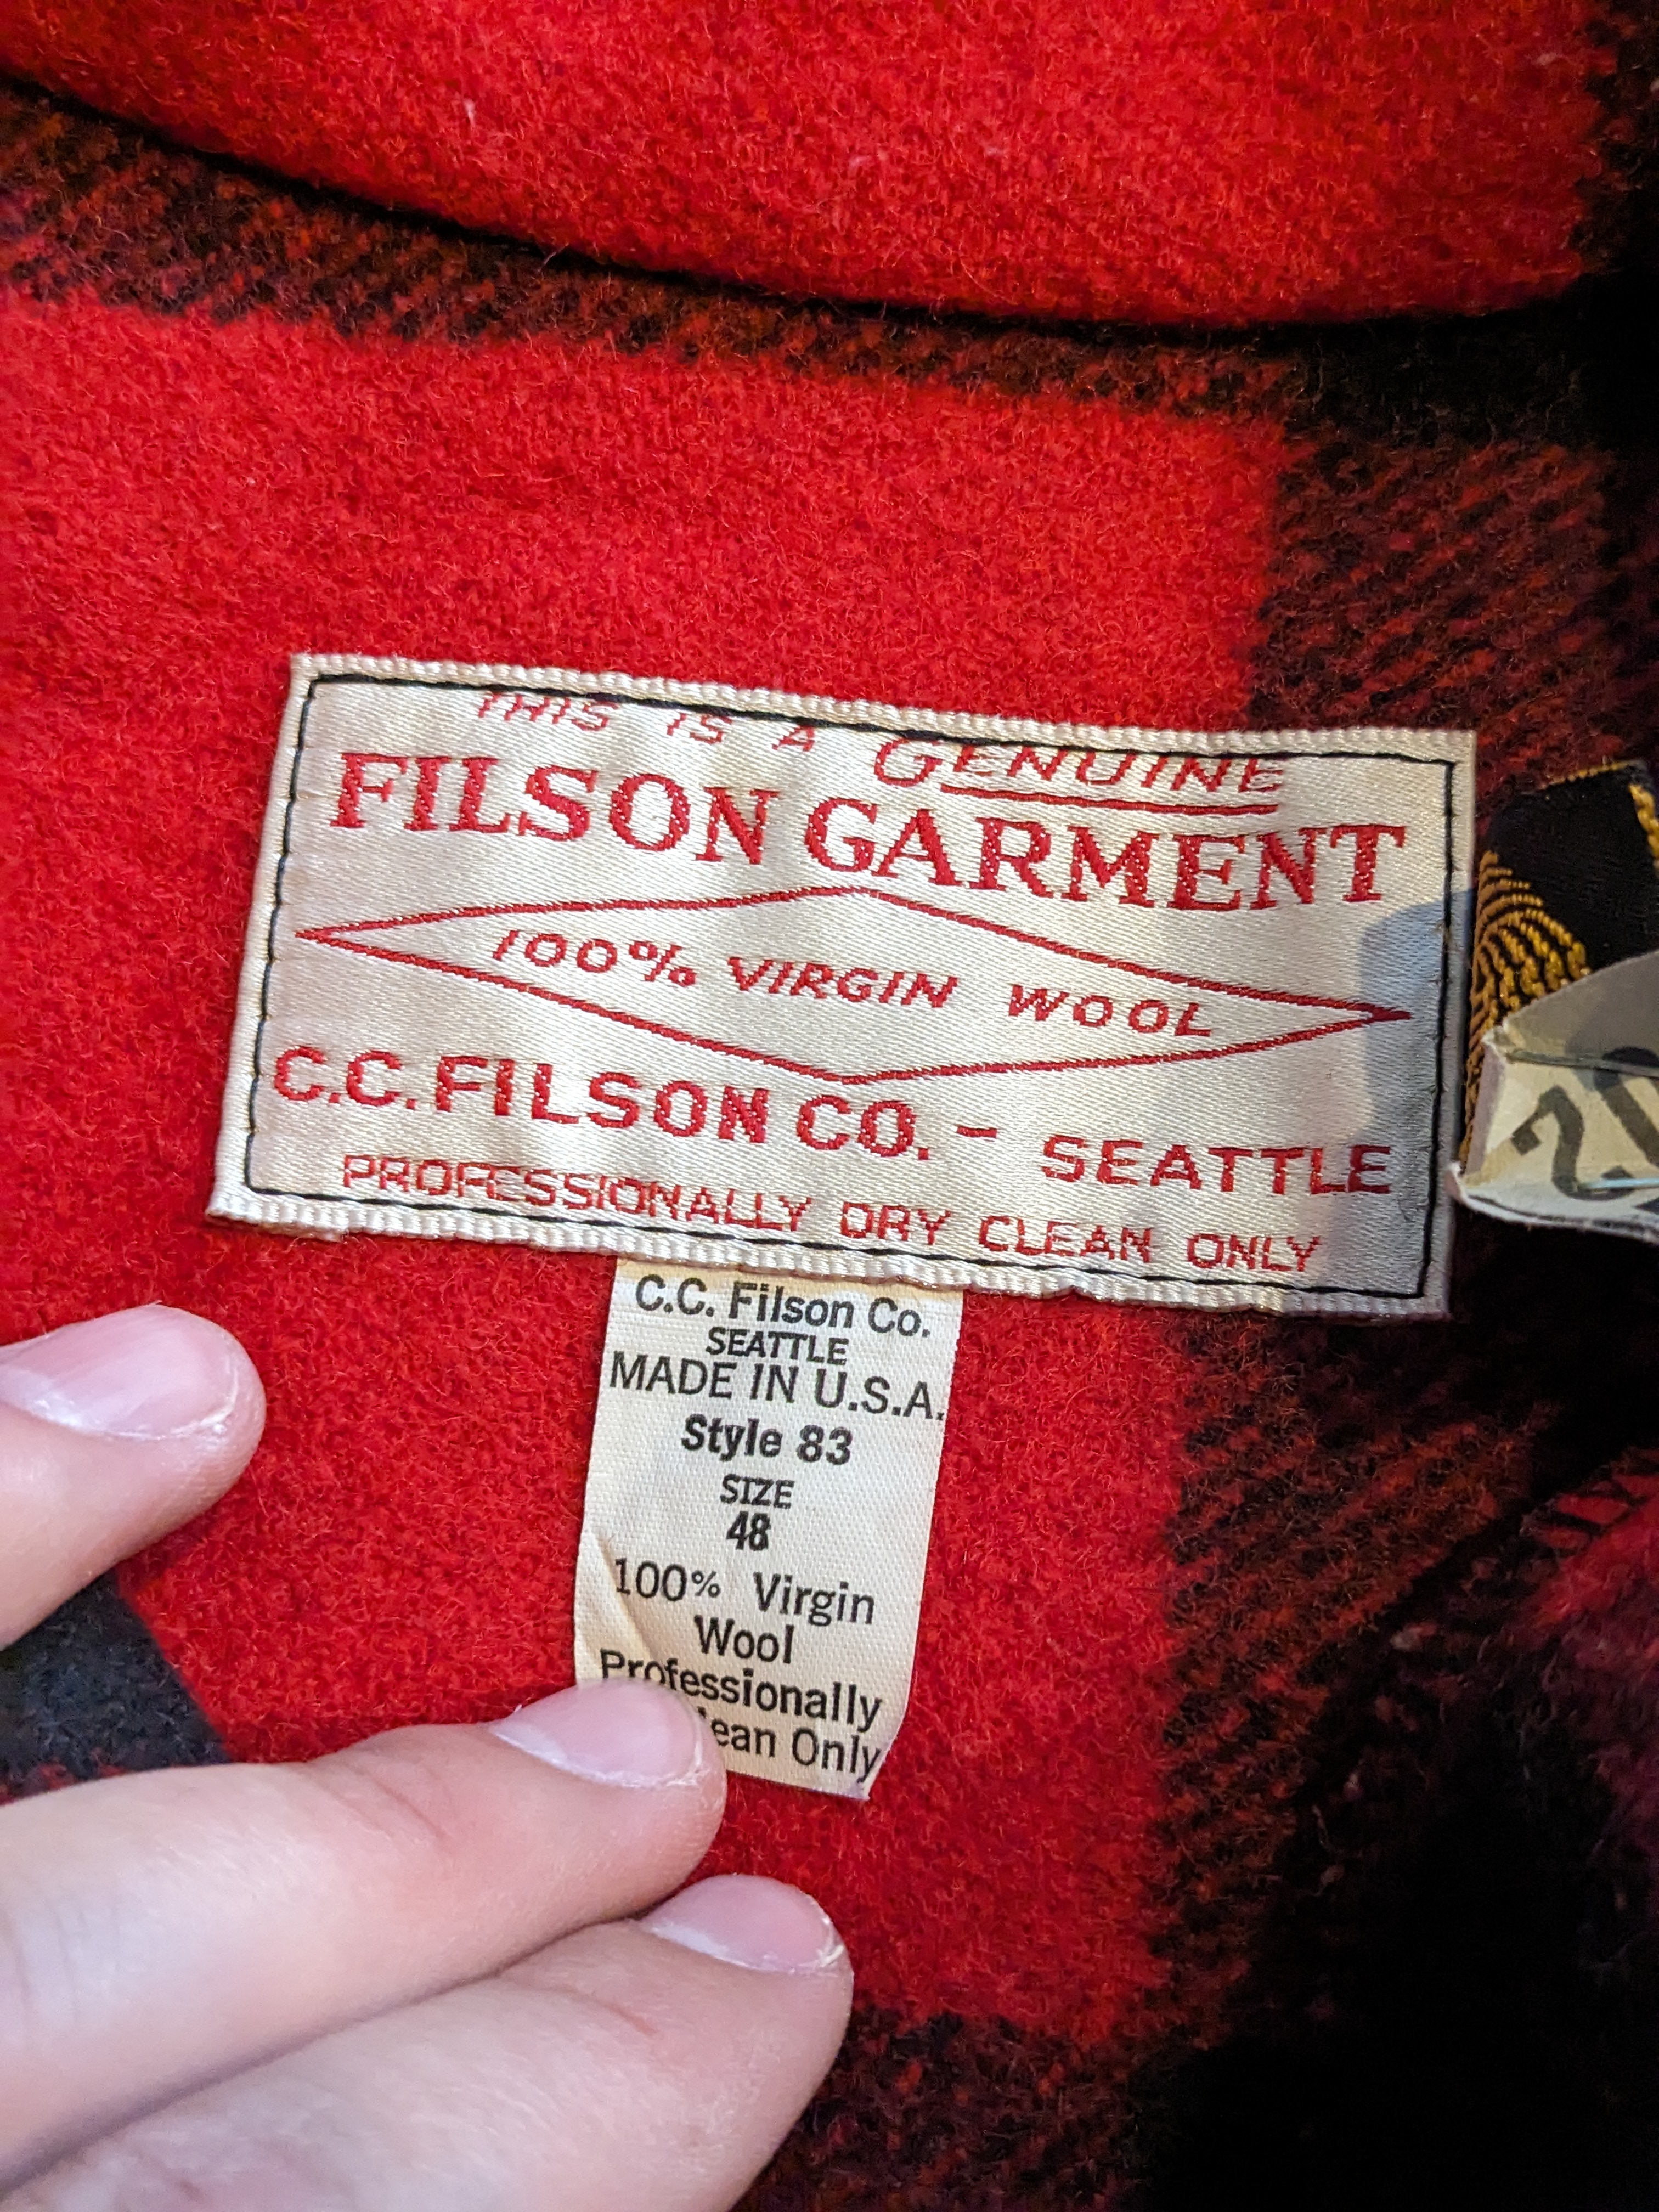 THIS IS A GENUINE
FILSON GARMENT
100% VIRGIN WOOL
C.C. FILSON CO. - SEATTLE
PROFESSIONALLY DRY CLEAN ONLY
C.C. Filson Co.
SEATTLE
MADE IN U.S.A.
Style 83
SIZE
48
100% Virgin
Wool
Professionally
lean Only